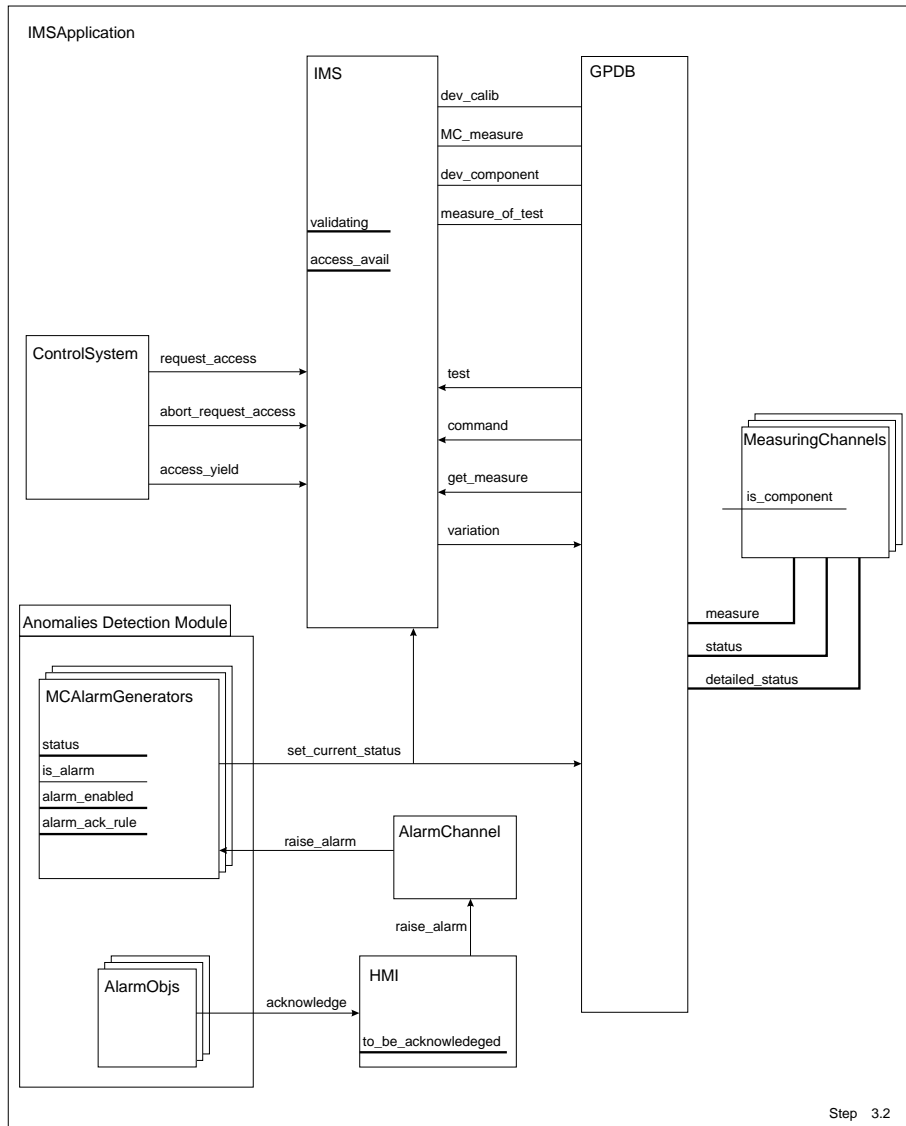 IMSApplication
IMS
GPDB
dev_calib
MC_measure
dev_component
measure_of_test
validating
access_avail
ControlSystem
request_access
abort_request_access
access_yield
test
command
get_measure
variation
MeasuringChannels
is_component
measure
status
detailed_status
Anomalies Detection Module
MCAlarmGenerators
status
is_alarm
alarm_enabled
alarm_ack_rule
set_current_status
raise_alarm
AlarmChannel
raise_alarm
AlarmObjs
acknowledge
HMI
to_be_acknowledeged
Step 3.2